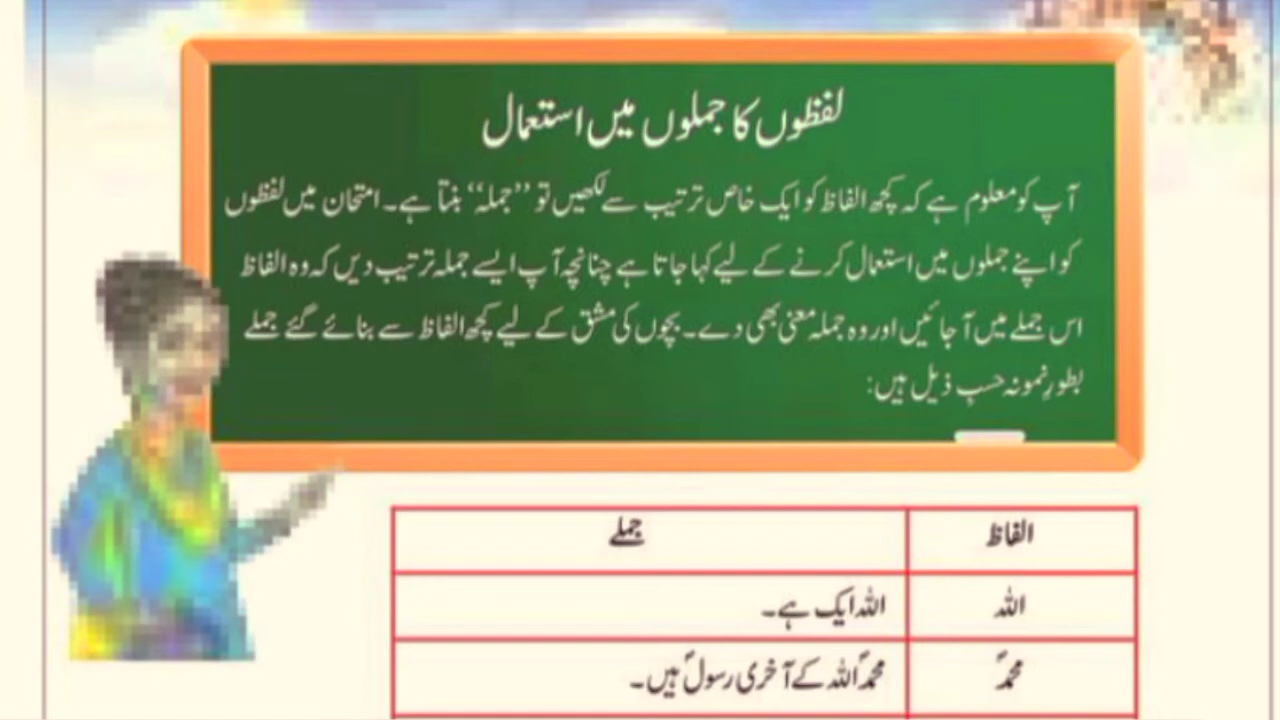 لفظوں کا جملوں میں استعمال
آپ کو معلوم ہے کہ کچھ الفاظ کو ایک خاص ترتیب سے لکھیں تو ’’جملہ‘‘ بنتا ہے۔ امتحان میں لفظوں
کو اپنے جملوں میں استعمال کرنے کے لیے کہا جاتا ہے چنانچہ آپ ایسے جملہ ترتیب دیں کہ وہ الفاظ
اس جملے میں آ جائیں اور وہ جملہ معنی بھی دے۔ بچوں کی مشق کے لیے کچھ الفاظ سے بنائے گئے جملے
بطورِ نمونہ حسبِ ذیل ہیں:
الفاظ جملے
اللہ اللہ ایک ہے۔
محمدؐ محمدؐ اللہ کے آخری رسولؐ ہیں۔